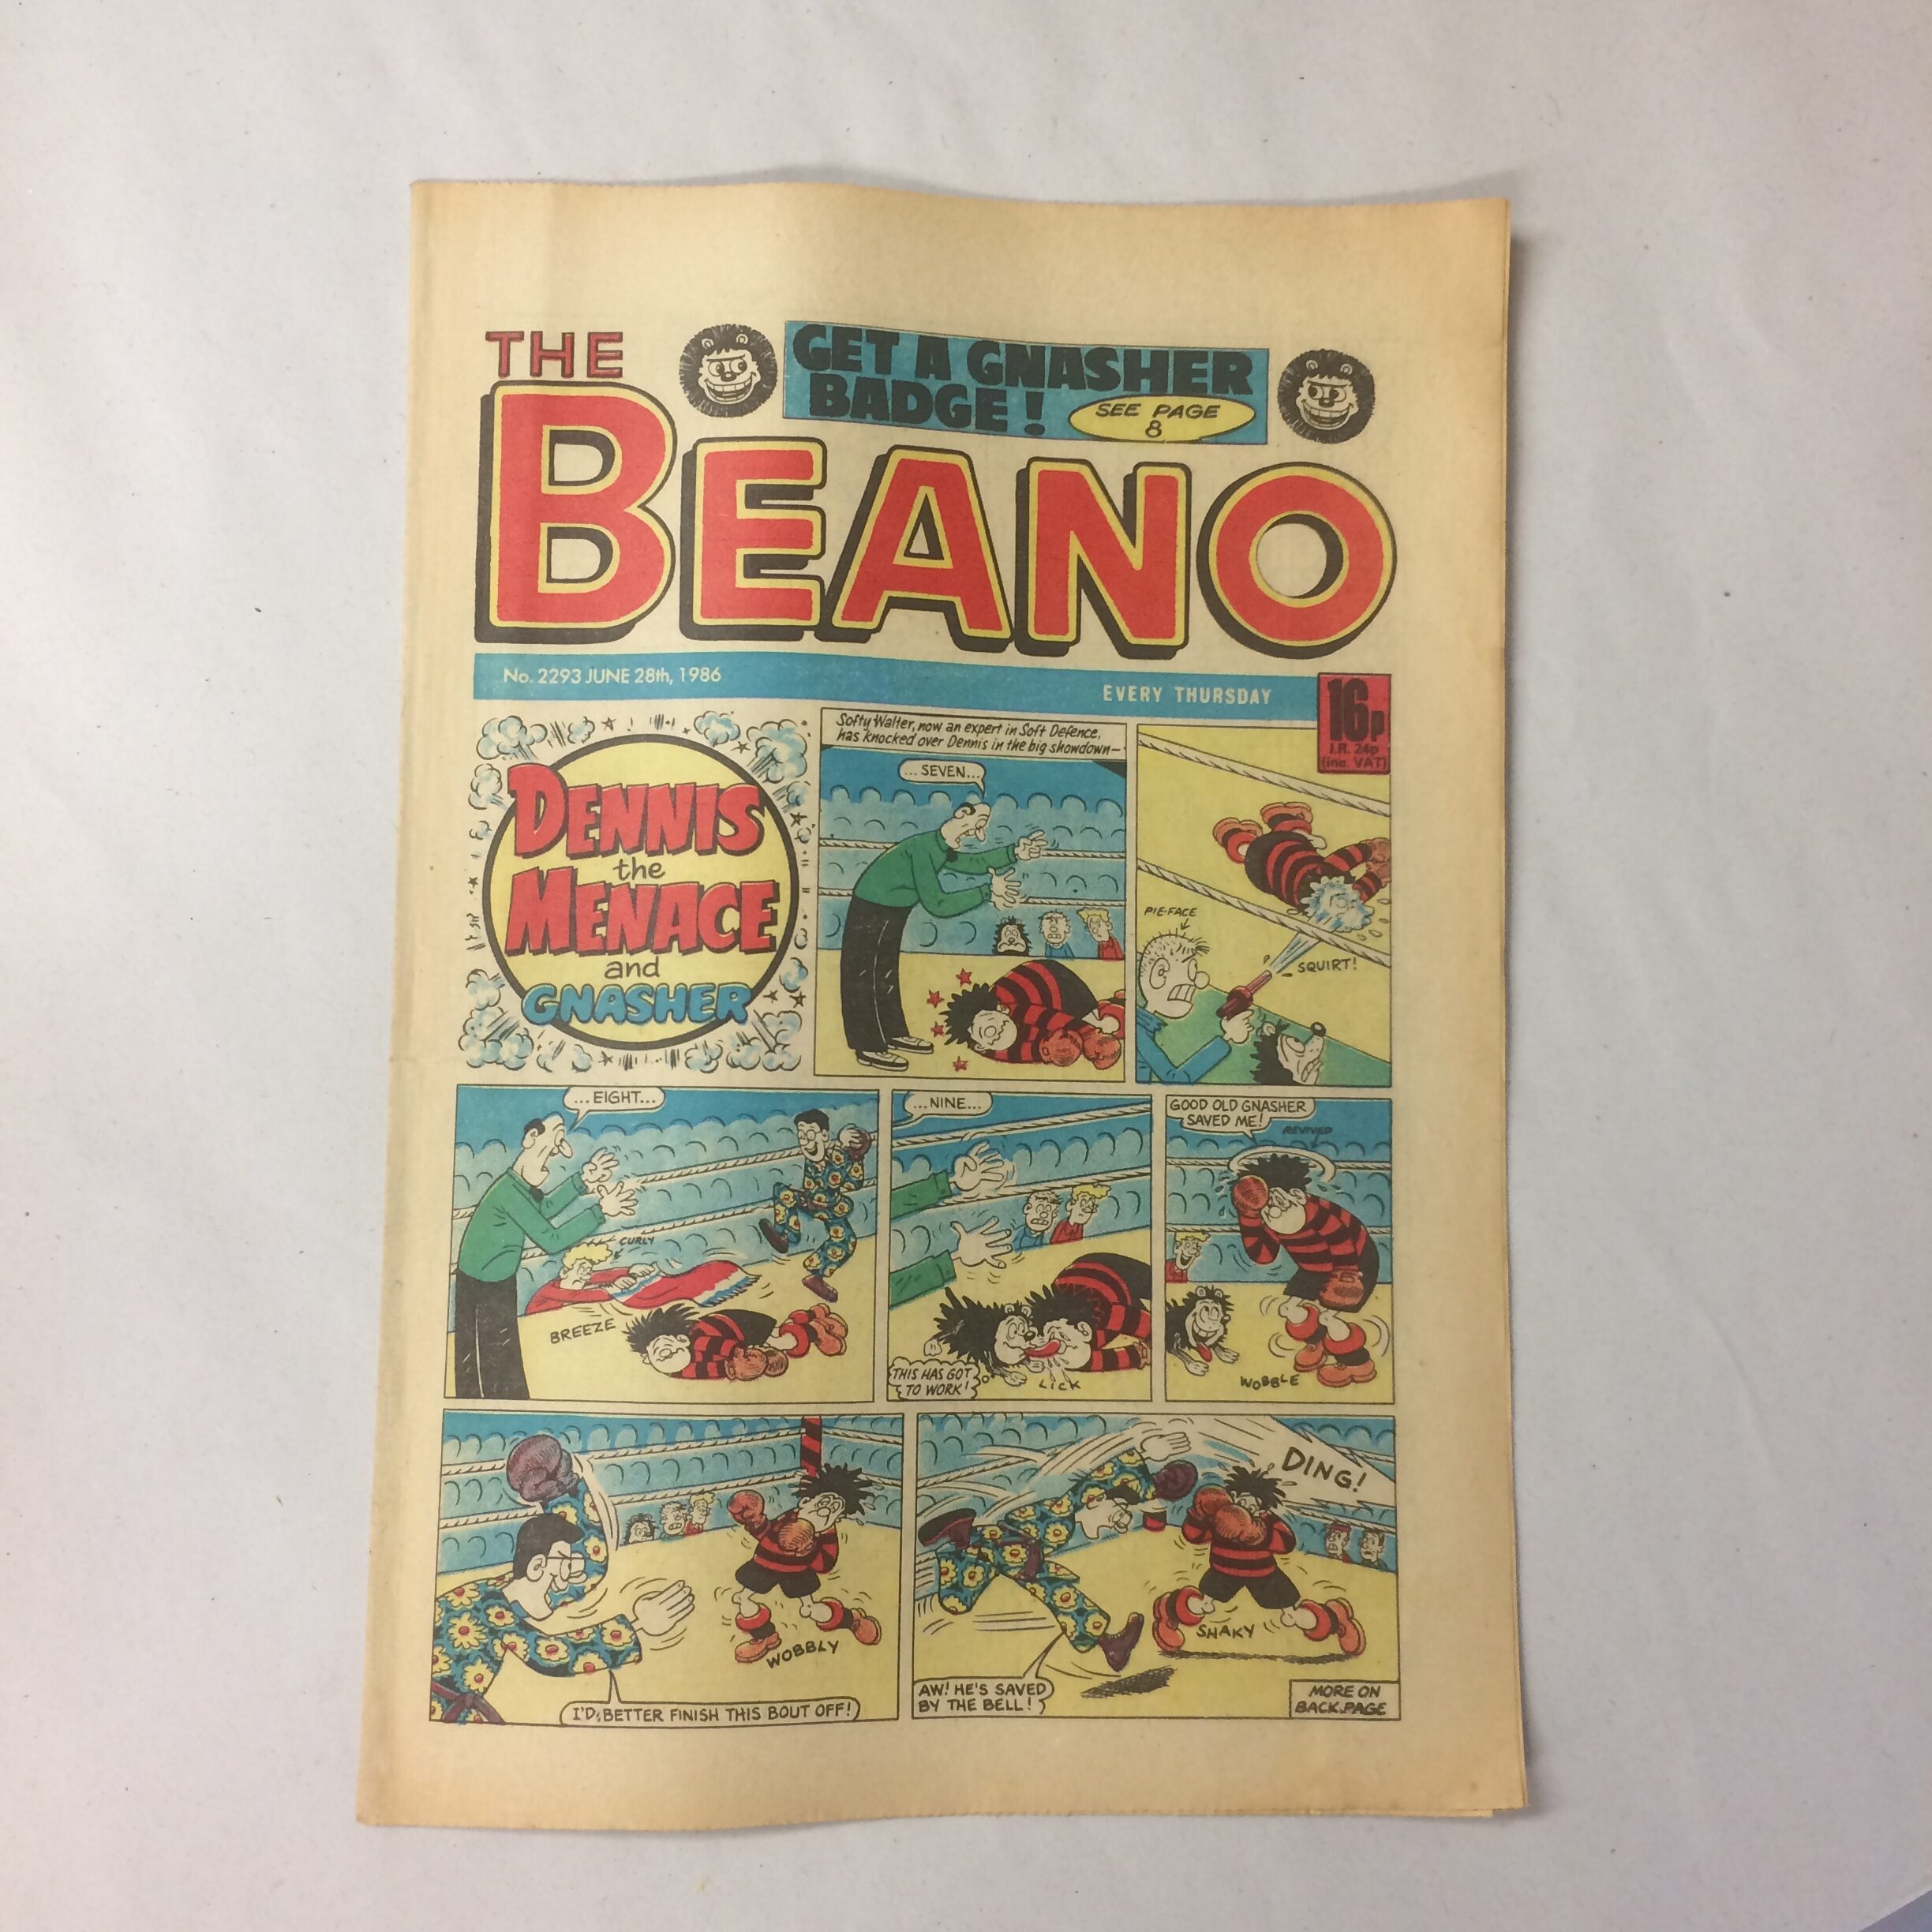 THE
GET A GNASHER
BADGE!
SEE PAGE
8
BEANO
No. 2293 JUNE 28th, 1986
EVERY THURSDAY
16p
I.R. 24p
(inc. VAT)
DENNIS
the
MENACE
and
GNASHER
Softy Walter, now an expert in Soft Defence,
has knocked over Dennis in the big showdown—
...SEVEN...
PIE-FACE
SQUIRT!
...EIGHT...
CURLY
BREEZE
...NINE...
THIS HAS GOT
TO WORK!
LICK
GOOD OLD GNASHER
SAVED ME!
REVIVED
WOBBLE
WOBBLY
I'D BETTER FINISH THIS BOUT OFF!
DING!
SHAKY
AW! HE'S SAVED
BY THE BELL!
MORE ON
BACK PAGE